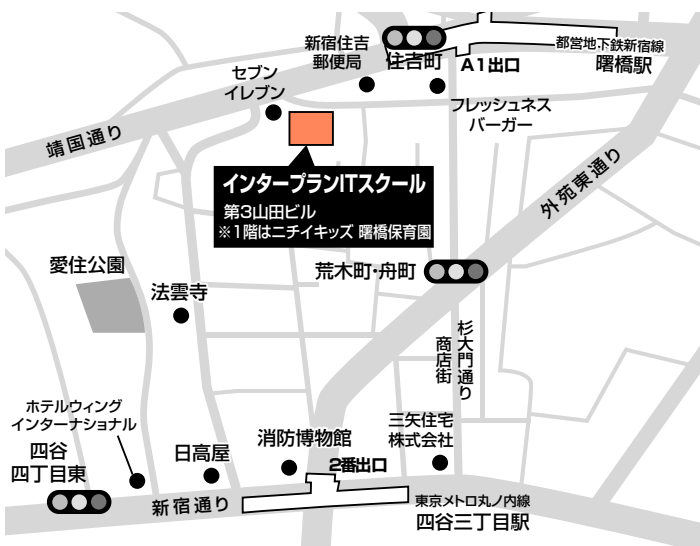 新宿住吉
郵便局
住吉町
A1出口
都営地下鉄新宿線
曙橋駅
セブン
イレブン
フレッシュネス
バーガー
靖国通り
インタープランITスクール
第3山田ビル
※1階はニチイキッズ 曙橋保育園
外苑東通り
愛住公園
荒木町・舟町
法雲寺
杉大門通り
商店街
ホテルウィング
インターナショナル
四谷
四丁目東
日高屋
消防博物館
2番出口
三矢住宅
株式会社
新宿通り
東京メトロ丸ノ内線
四谷三丁目駅